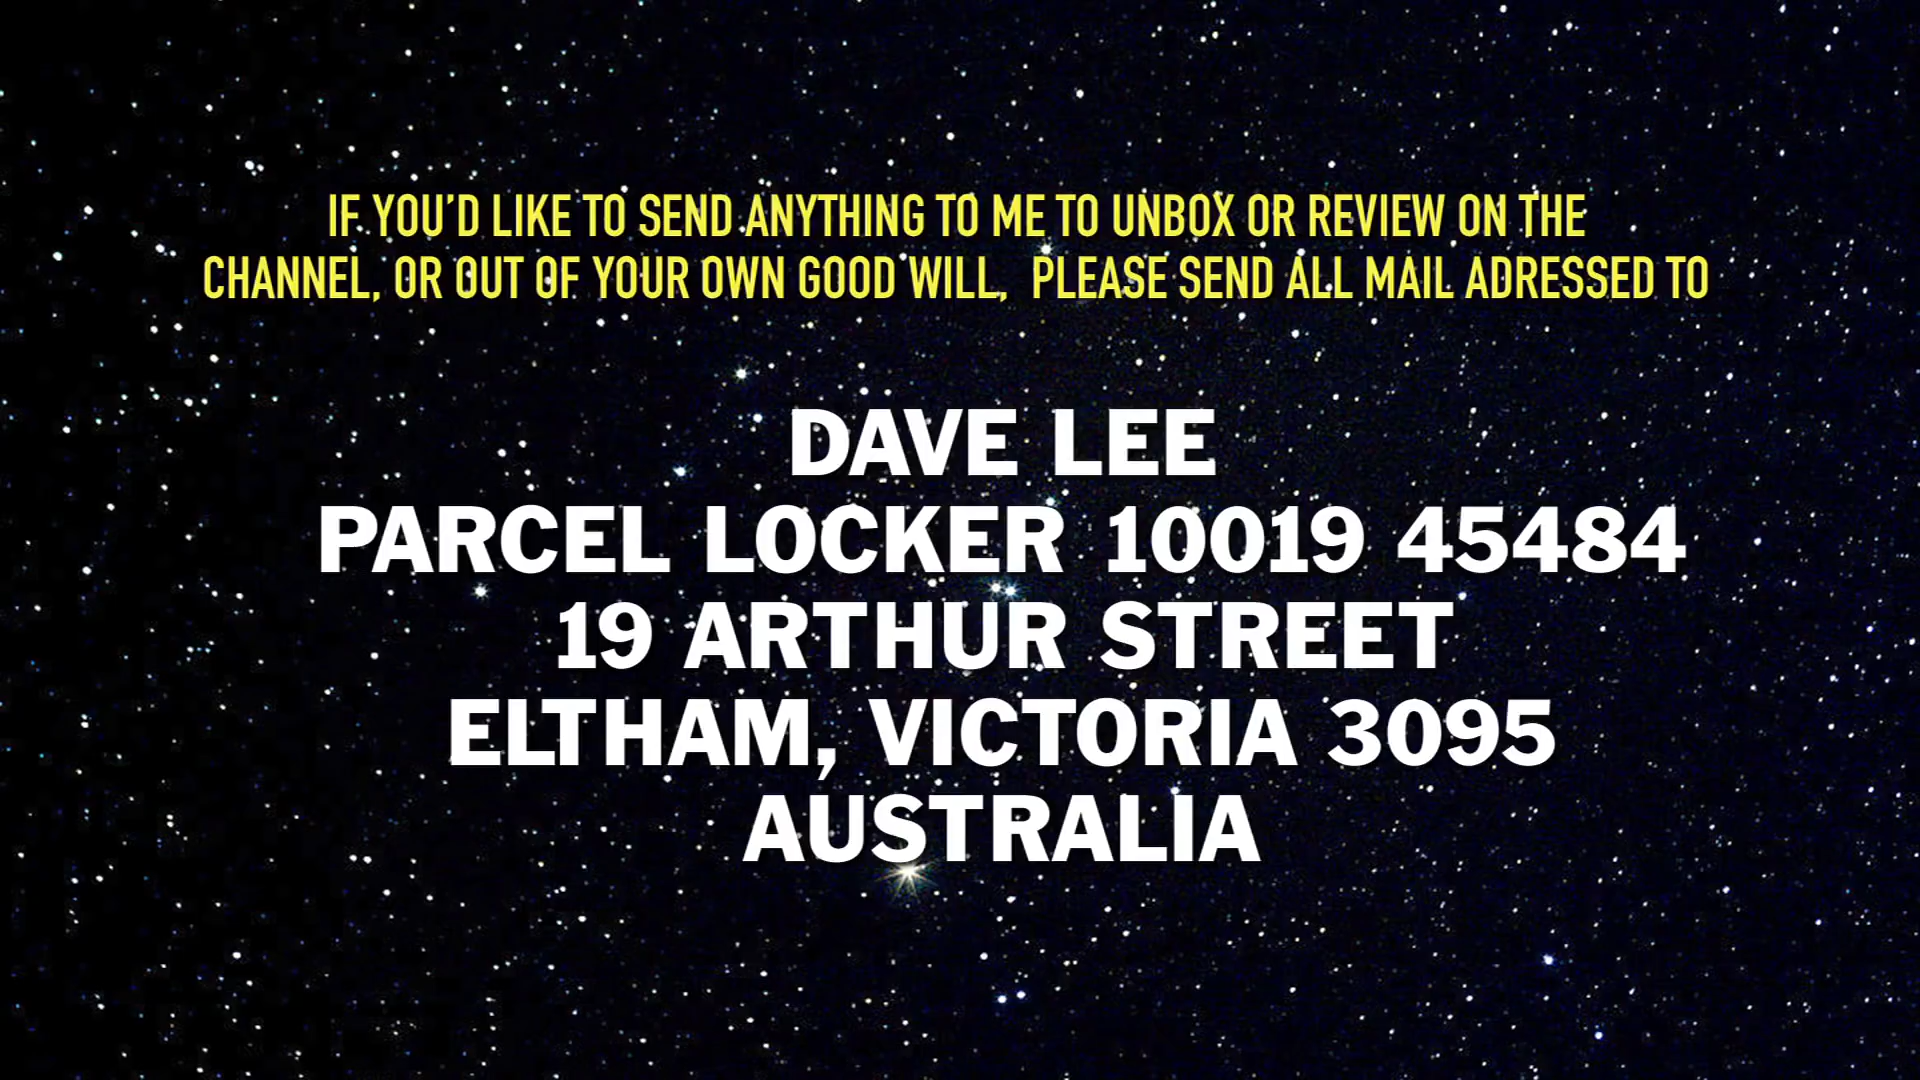 IF YOU'D LIKE TO SEND ANYTHING TO ME TO UNBOX OR REVIEW ON THE
CHANNEL, OR OUT OF YOUR OWN GOOD WILL, PLEASE SEND ALL MAIL ADRESSED TO
DAVE LEE
PARCEL LOCKER 10019 45484
19 ARTHUR STREET
ELTHAM, VICTORIA 3095
AUSTRALIA